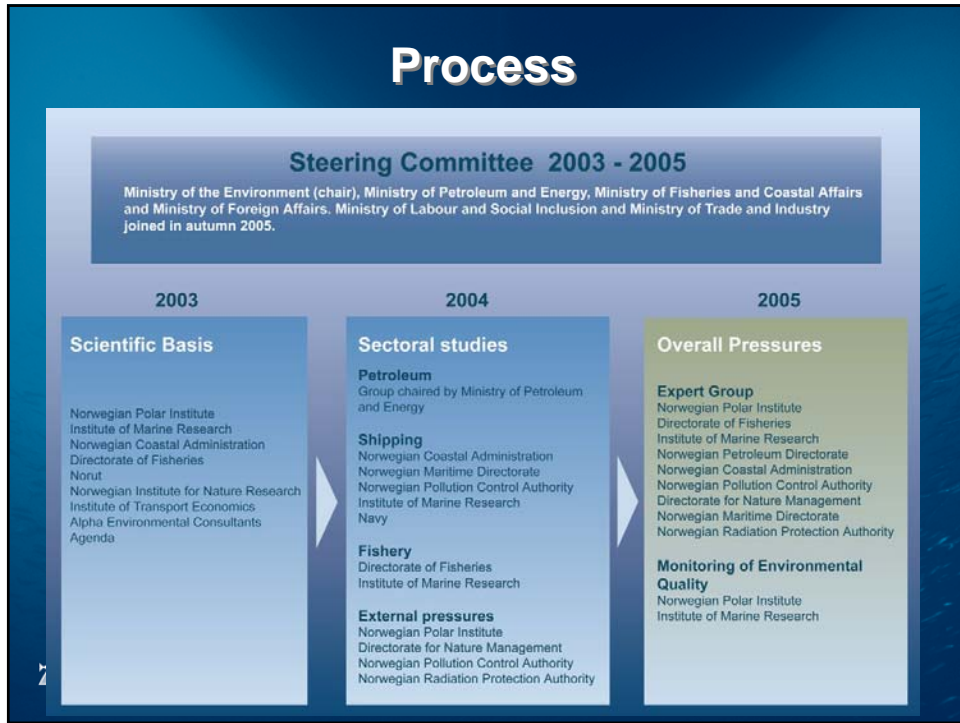 Process
Steering Committee 2003 - 2005
Ministry of the Environment (chair), Ministry of Petroleum and Energy, Ministry of Fisheries and Coastal Affairs
and Ministry of Foreign Affairs. Ministry of Labour and Social Inclusion and Ministry of Trade and Industry
joined in autumn 2005.
2003
Scientific Basis
Norwegian Polar Institute
Institute of Marine Research
Norwegian Coastal Administration
Directorate of Fisheries
Norut
Norwegian Institute for Nature Research
Institute of Transport Economics
Alpha Environmental Consultants
Agenda
2004
Sectoral studies
Petroleum
Group chaired by Ministry of Petroleum
and Energy
Shipping
Norwegian Coastal Administration
Norwegian Maritime Directorate
Norwegian Pollution Control Authority
Institute of Marine Research
Navy
Fishery
Directorate of Fisheries
Institute of Marine Research
External pressures
Norwegian Polar Institute
Directorate for Nature Management
Norwegian Pollution Control Authority
Norwegian Radiation Protection Authority
2005
Overall Pressures
Expert Group
Norwegian Polar Institute
Directorate of Fisheries
Institute of Marine Research
Norwegian Petroleum Directorate
Norwegian Coastal Administration
Norwegian Pollution Control Authority
Directorate for Nature Management
Norwegian Maritime Directorate
Norwegian Radiation Protection Authority
Monitoring of Environmental
Quality
Norwegian Polar Institute
Institute of Marine Research